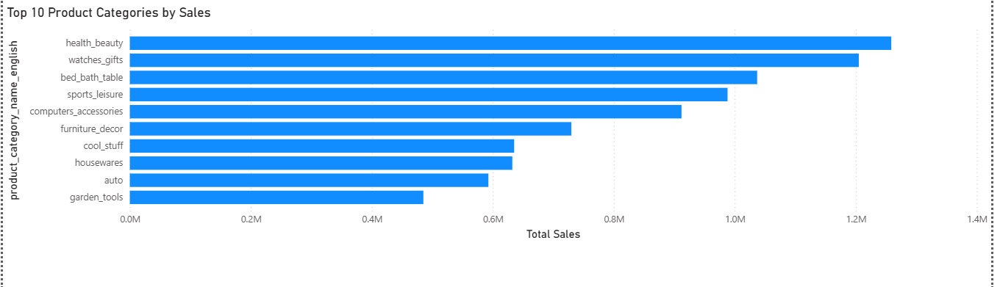 Top 10 Product Categories by Sales
product_category_name_english
health_beauty
watches_gifts
bed_bath_table
sports_leisure
computers_accessories
furniture_decor
cool_stuff
housewares
auto
garden_tools
0.0M 0.2M 0.4M 0.6M 0.8M 1.0M 1.2M 1.4M
Total Sales